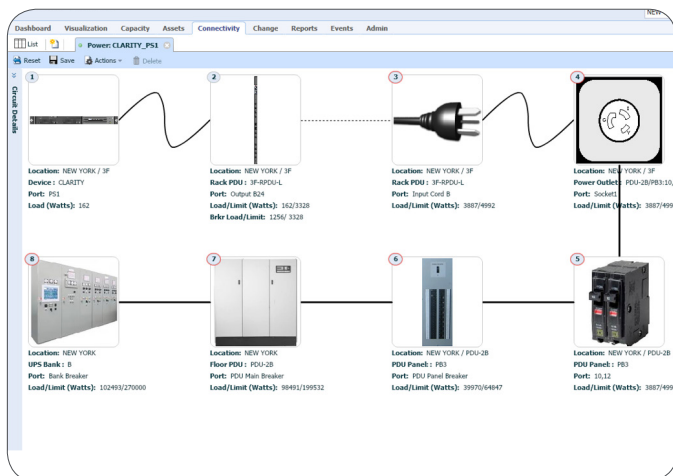 NEW
Dashboard Visualization Capacity Assets Connectivity Change Reports Events Admin
List Power: CLARITY_PS1
Reset Save Actions Delete
Circuit Details
1 2 3 4
Location: NEW YORK / 3F
Device : CLARITY
Port: PS1
Load (Watts): 162
Location: NEW YORK / 3F
Rack PDU : 3F-RPDU-L
Port: Output B24
Load/Limit (Watts): 162/3328
Brkr Load/Limit: 1256/ 3328
Location: NEW YORK / 3F
Rack PDU : 3F-RPDU-L
Port: Input Cord B
Load/Limit (Watts): 3887/4992
Location: NEW YORK / 3F
Power Outlet: PDU-2B/PB3:10,
Port: Socket1
Load/Limit (Watts): 3887/499
8 7 6 5
Location: NEW YORK
UPS Bank : B
Port: Bank Breaker
Load/Limit (Watts): 102493/270000
Location: NEW YORK
Floor PDU : PDU-2B
Port: PDU Main Breaker
Load/Limit (Watts): 98491/199532
Location: NEW YORK / PDU-2B
PDU Panel: : PB3
Port: PDU Panel Breaker
Load/Limit (Watts): 39970/64847
Location: NEW YORK / PDU-2B
PDU Panel: : PB3
Port: 10,12
Load/Limit (Watts): 3887/499